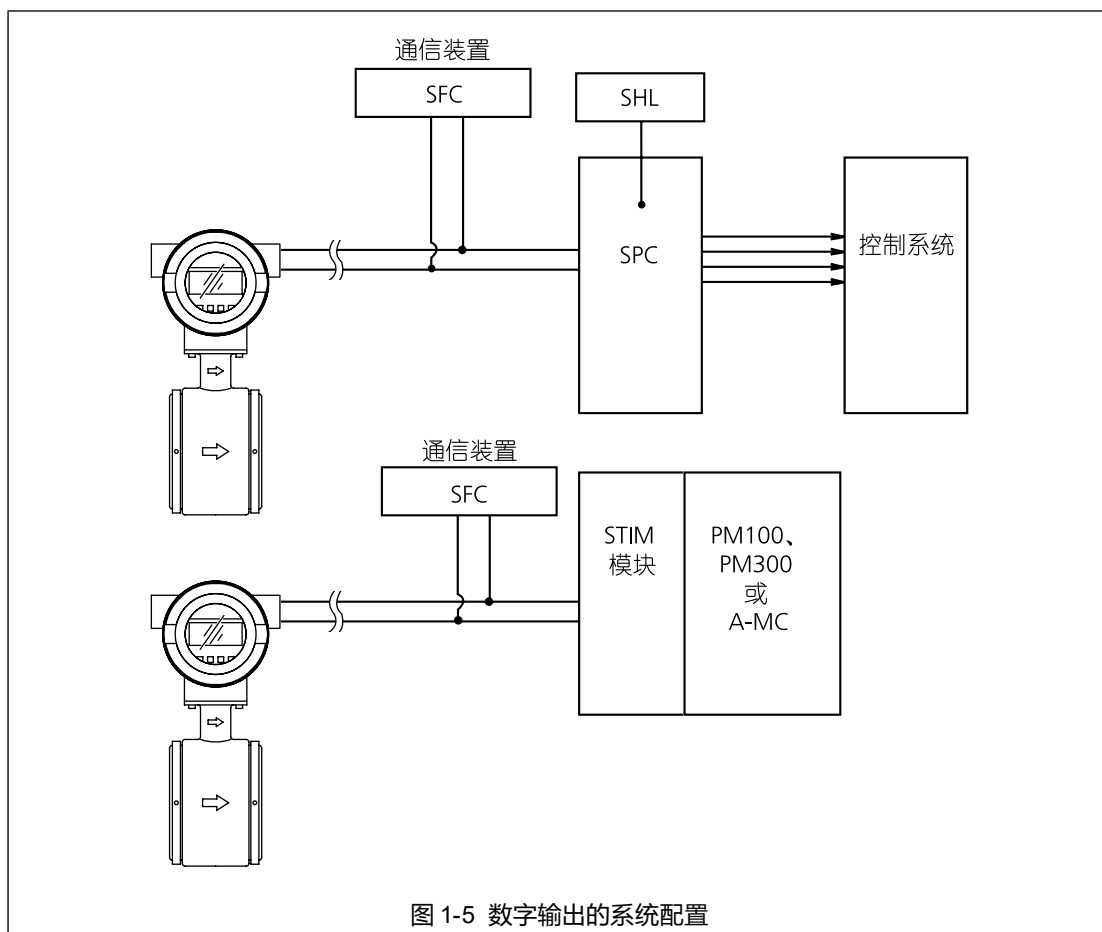 通信装置
SFC
SHL
SPC
控制系统
通信装置
SFC
STIM
模块
PM100、
PM300
或
A-MC
图 1-5 数字输出的系统配置